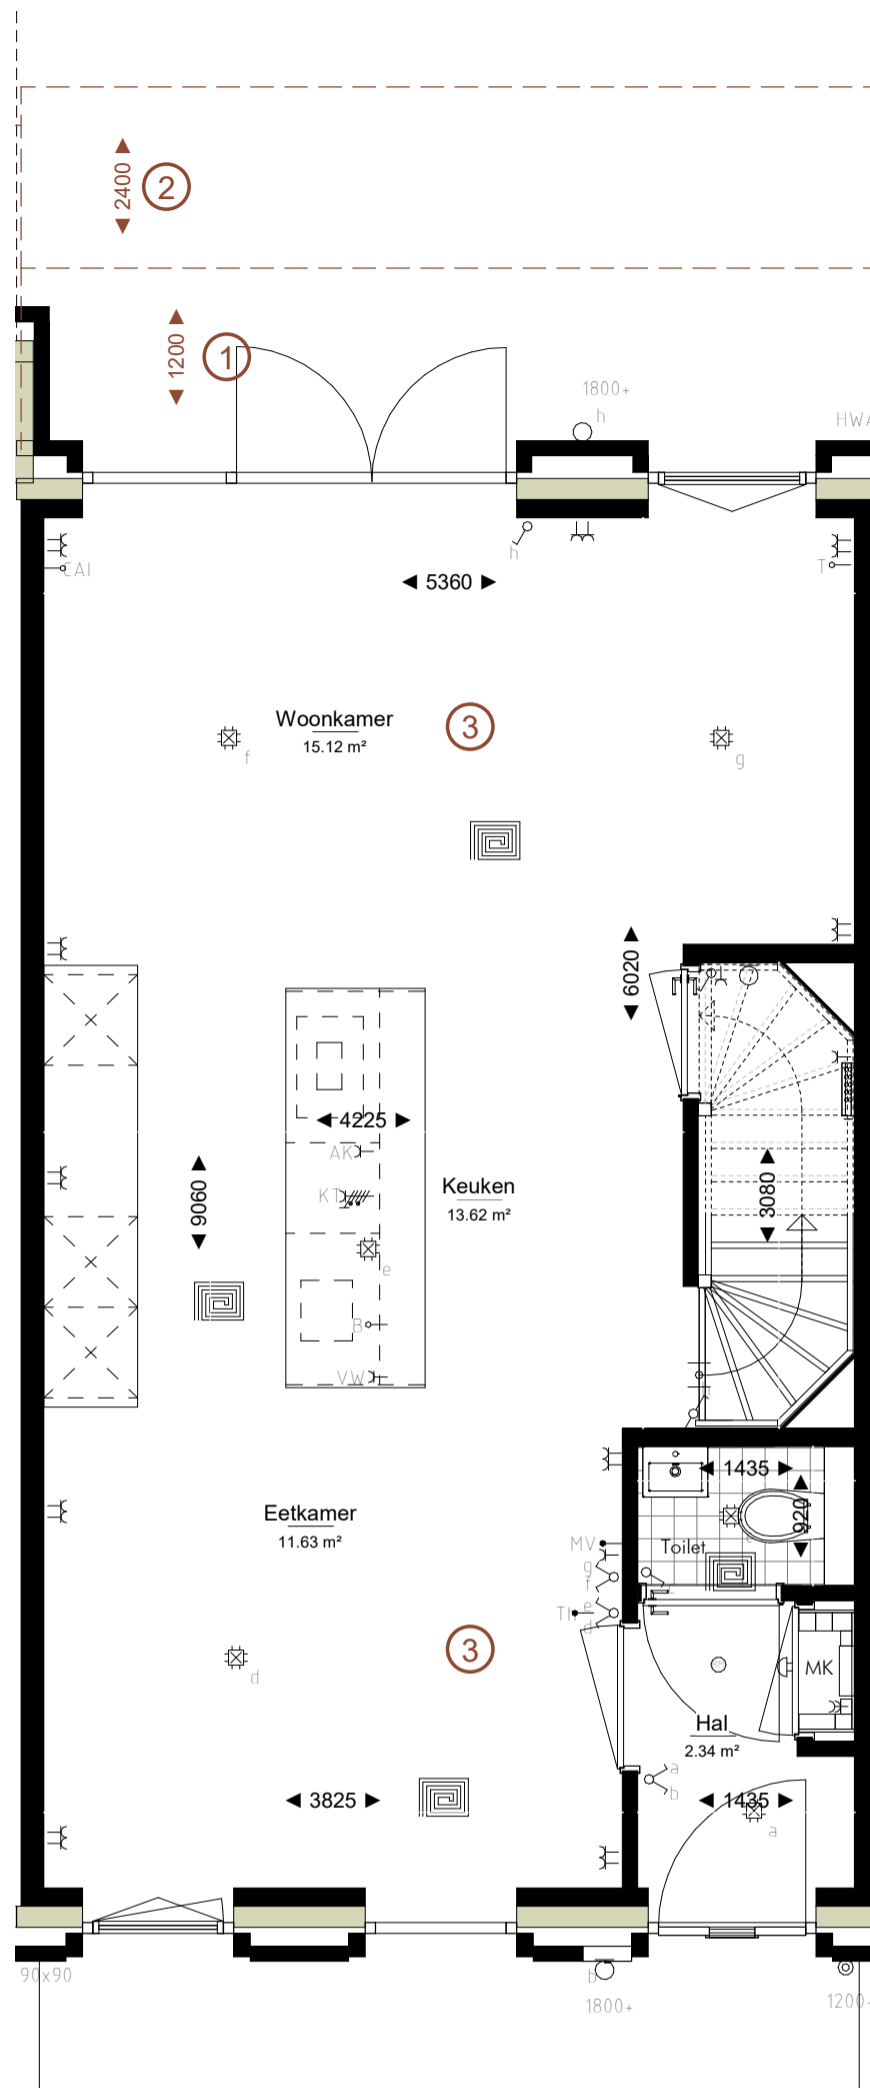 2400
2
1200
1
1800+
h
HWA
h
CAI
T
5360
Woonkamer
15.12 m²
3
f
g
6020
4225
AK
KT
Keuken
13.62 m²
3080
9060
e
B
VW
1435
920
Eetkamer
11.63 m²
MV
Toilet
g
f
e
d
Th
3
d
MK
Hal
2.34 m²
a
b
3825
1435
a
90x90
b
1800+
1200